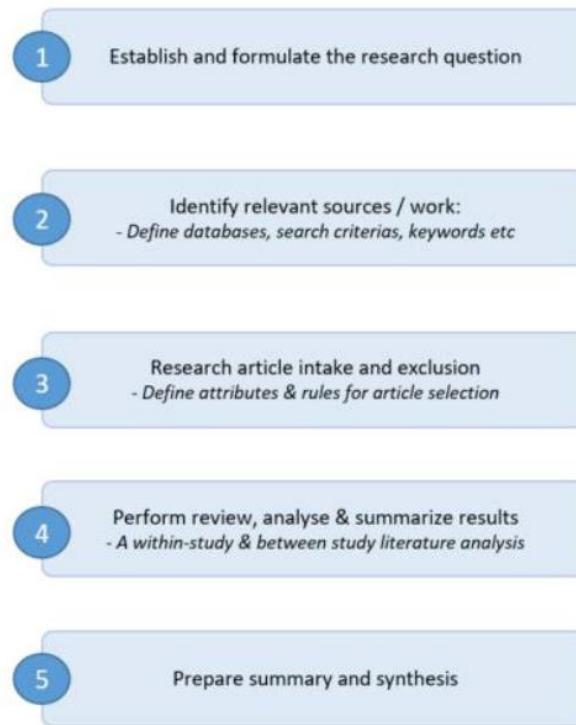 1
Establish and formulate the research question
2
Identify relevant sources / work:
- Define databases, search criterias, keywords etc
3
Research article intake and exclusion
- Define attributes & rules for article selection
4
Perform review, analyse & summarize results
- A within-study & between study literature analysis
5
Prepare summary and synthesis